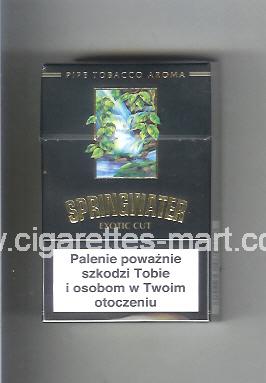 PIPE TOBACCO AROMA
SPRINGWATER
EXOTIC CUT
www.cigarettes-mart.com
Palenie poważnie
szkodzi Tobie
i osobom w Twoim
otoczeniu